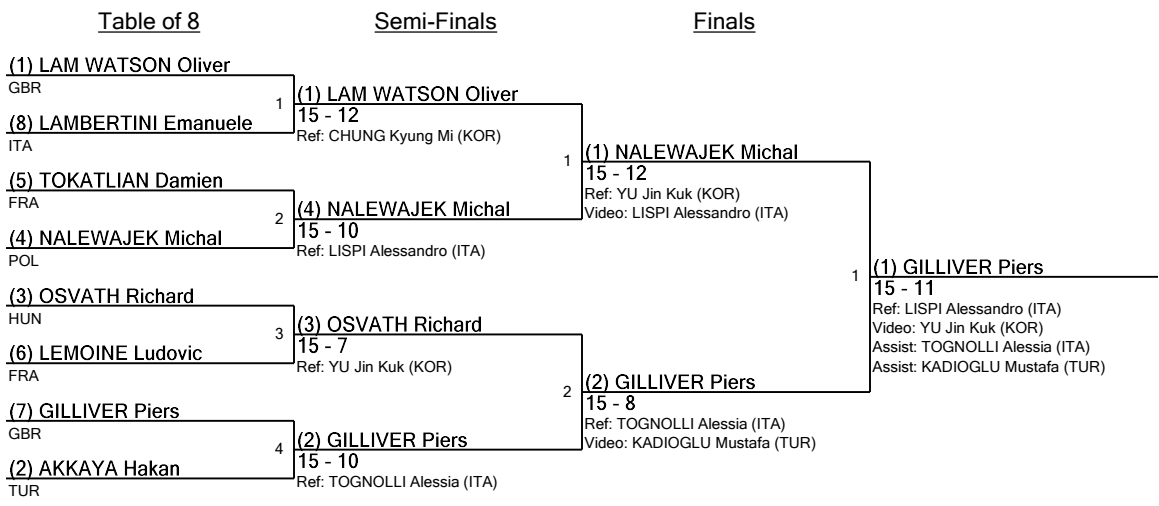 Table of 8
Semi-Finals
Finals
(1) LAM WATSON Oliver
GBR
1
(8) LAMBERTINI Emanuele
ITA
(5) TOKATLIAN Damien
FRA
2
(4) NALEWAJEK Michal
POL
(3) OSVATH Richard
HUN
3
(6) LEMOINE Ludovic
FRA
(7) GILLIVER Piers
GBR
4
(2) AKKAYA Hakan
TUR
(1) LAM WATSON Oliver
15 - 12
Ref: CHUNG Kyung Mi (KOR)
1
(4) NALEWAJEK Michal
15 - 10
Ref: LISPI Alessandro (ITA)
(3) OSVATH Richard
15 - 7
Ref: YU Jin Kuk (KOR)
2
(2) GILLIVER Piers
15 - 10
Ref: TOGNOLLI Alessia (ITA)
(1) NALEWAJEK Michal
15 - 12
Ref: YU Jin Kuk (KOR)
Video: LISPI Alessandro (ITA)
1
(2) GILLIVER Piers
15 - 8
Ref: TOGNOLLI Alessia (ITA)
Video: KADIOGLU Mustafa (TUR)
(1) GILLIVER Piers
15 - 11
Ref: LISPI Alessandro (ITA)
Video: YU Jin Kuk (KOR)
Assist: TOGNOLLI Alessia (ITA)
Assist: KADIOGLU Mustafa (TUR)